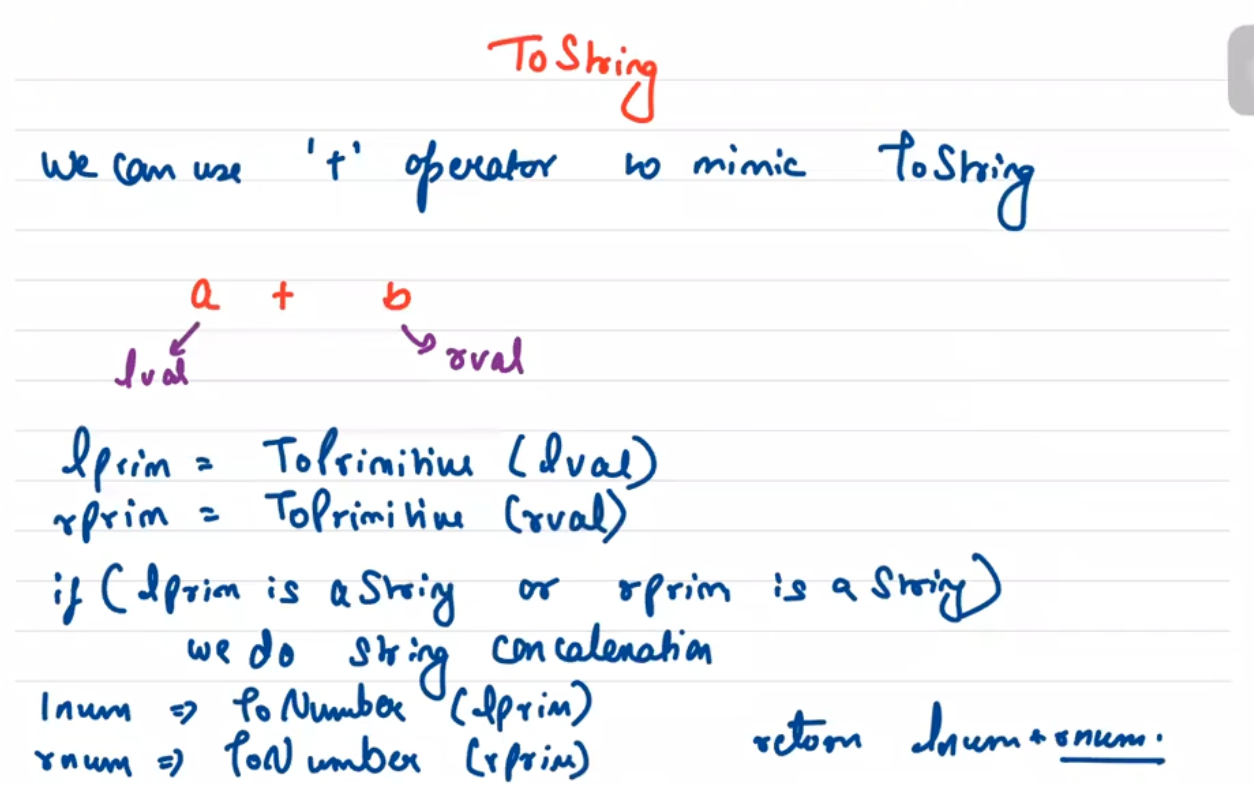 ToString
we can use '+' operator to mimic ToString
a + b
lval rval
lprim = ToPrimitive (lval)
rprim = ToPrimitive (rval)
if (lprim is a String or rprim is a String)
we do string concatenation
lnum => ToNumber (lprim)
rnum => ToNumber (rprim)
return lnum + rnum.